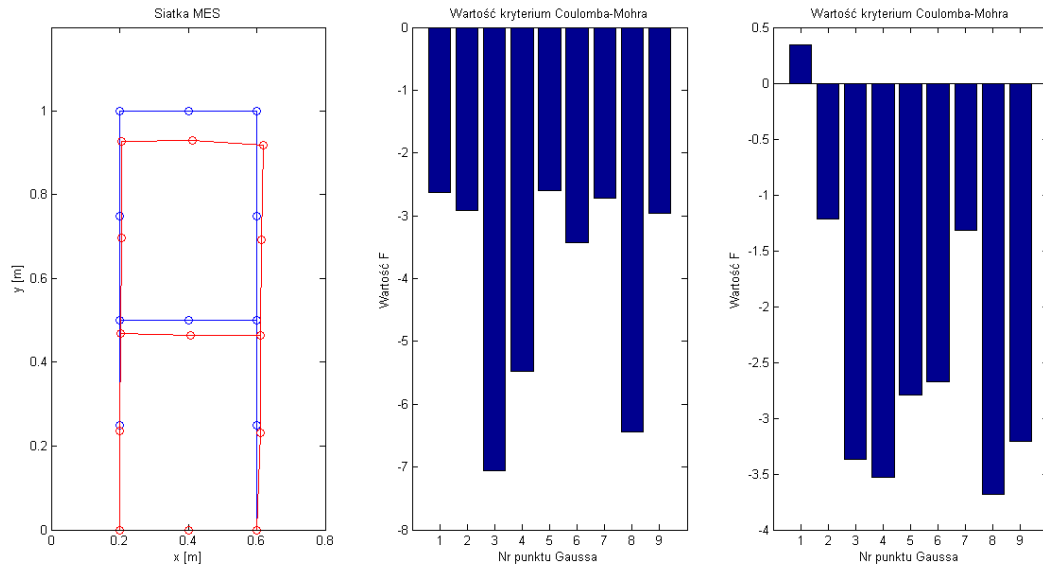 Siatka MES
1
0.8
0.6
0.4
0.2
0
0
0.2
0.4
0.6
0.8
y [m]
x [m]
Wartość kryterium Coulomba-Mohra
0
-1
-2
-3
-4
-5
-6
-7
-8
1 2 3 4 5 6 7 8 9
Wartość F
Nr punktu Gaussa
Wartość kryterium Coulomba-Mohra
0.5
0
-0.5
-1
-1.5
-2
-2.5
-3
-3.5
-4
1 2 3 4 5 6 7 8 9
Wartość F
Nr punktu Gaussa